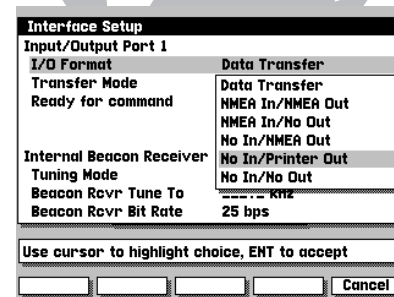 Interface Setup
Input/Output Port 1
I/O Format Data Transfer
Transfer Mode Data Transfer
Ready for command NMEA In/NMEA Out
NMEA In/No Out
No In/NMEA Out
Internal Beacon Receiver No In/Printer Out
Tuning Mode No In/No Out
Beacon Rcvr Tune To KHz
Beacon Rcvr Bit Rate 25 bps
Use cursor to highlight choice, ENT to accept
Cancel